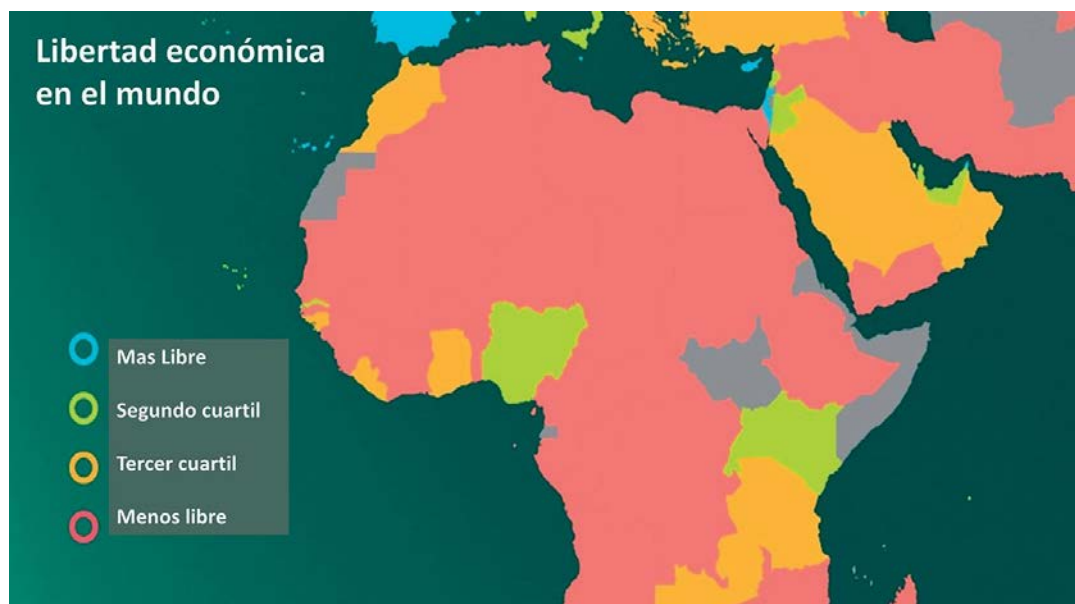 Libertad económica
en el mundo
Mas Libre
Segundo cuartil
Tercer cuartil
Menos libre